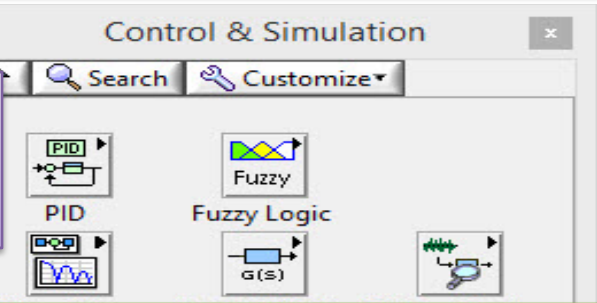 Control & Simulation
x
Search Customize
PID
Fuzzy
PID Fuzzy Logic
G(s)